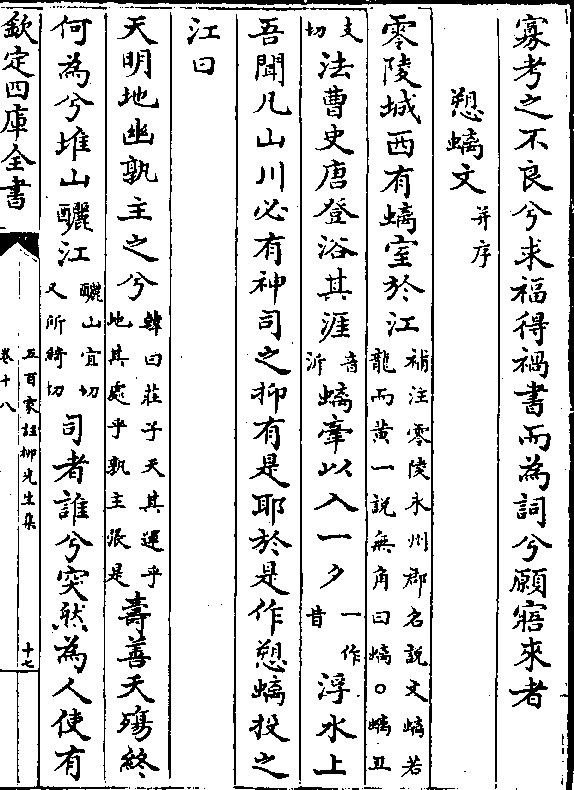 寡考之不良兮求福得禍書而為詞兮願寤來者
愬螭文并序
零陵城西有螭室於江補注零陵永州郡名說文螭若龍而黃一說無角曰螭○螭丑
支切法曹史唐登浴其涯音沂螭牽以入一夕一作昔浮水上
吾聞凡山川必有神司之抑有是耶於是作愬螭投之
江曰
天明地幽孰主之兮韓曰莊子天其運乎地其處乎孰主張是壽善夭殤終
何為兮堆山釃江釃山宜切又所綺切司者誰兮突然為人使有
欽定四庫全書
五百家註柳先生集
卷十八
十七